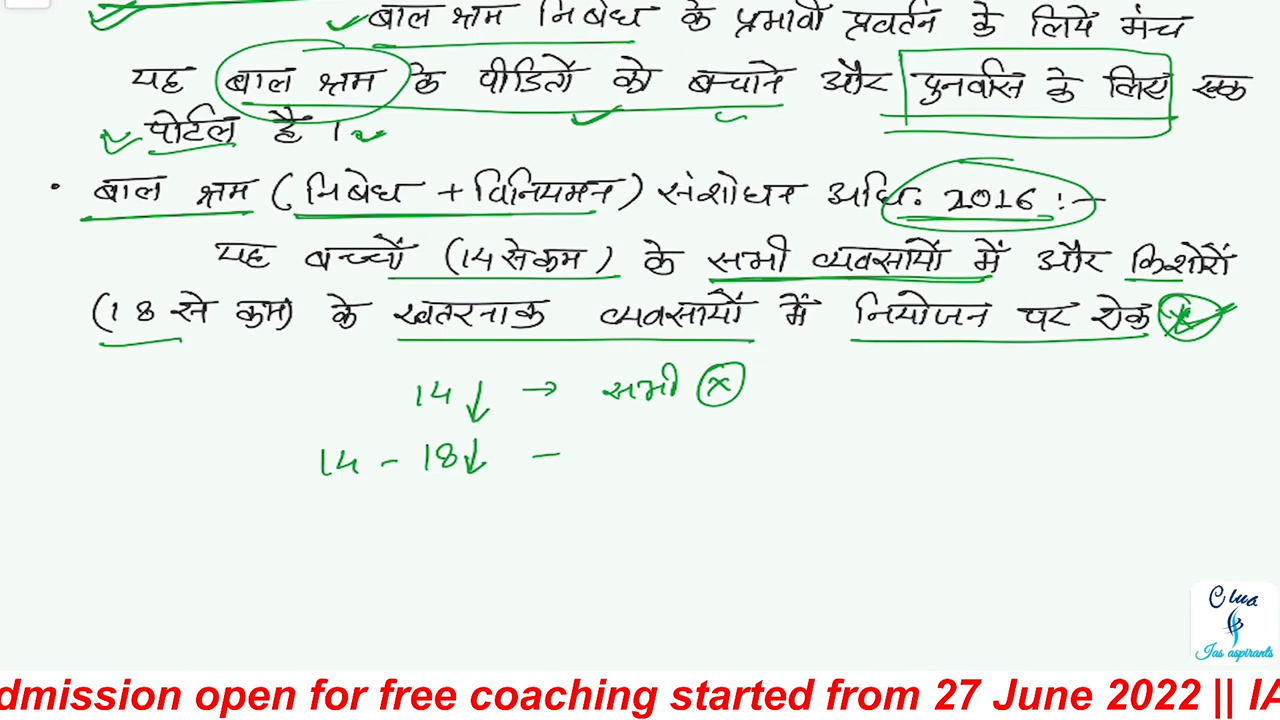 बाल श्रम निबेध के प्रभावी प्रवर्तन के लिये मंच
यह बाल श्रम के पीडितों को बचाने और पुनर्वास के लिए एक
पोर्टल है ।
• बाल श्रम (निबेध + विनियमन) संशोधन अधि. 2016 :-
यह बच्चों (14 से कम) के सभी व्यवसायों में और किशोरों
(18 से कम) के खतरनाक व्यवसायों में नियोजन पर रोक
14 ↓ → सभी ⓧ
14 - 18 ↓ -
Clua
Ias aspirants
dmission open for free coaching started from 27 June 2022 || IA